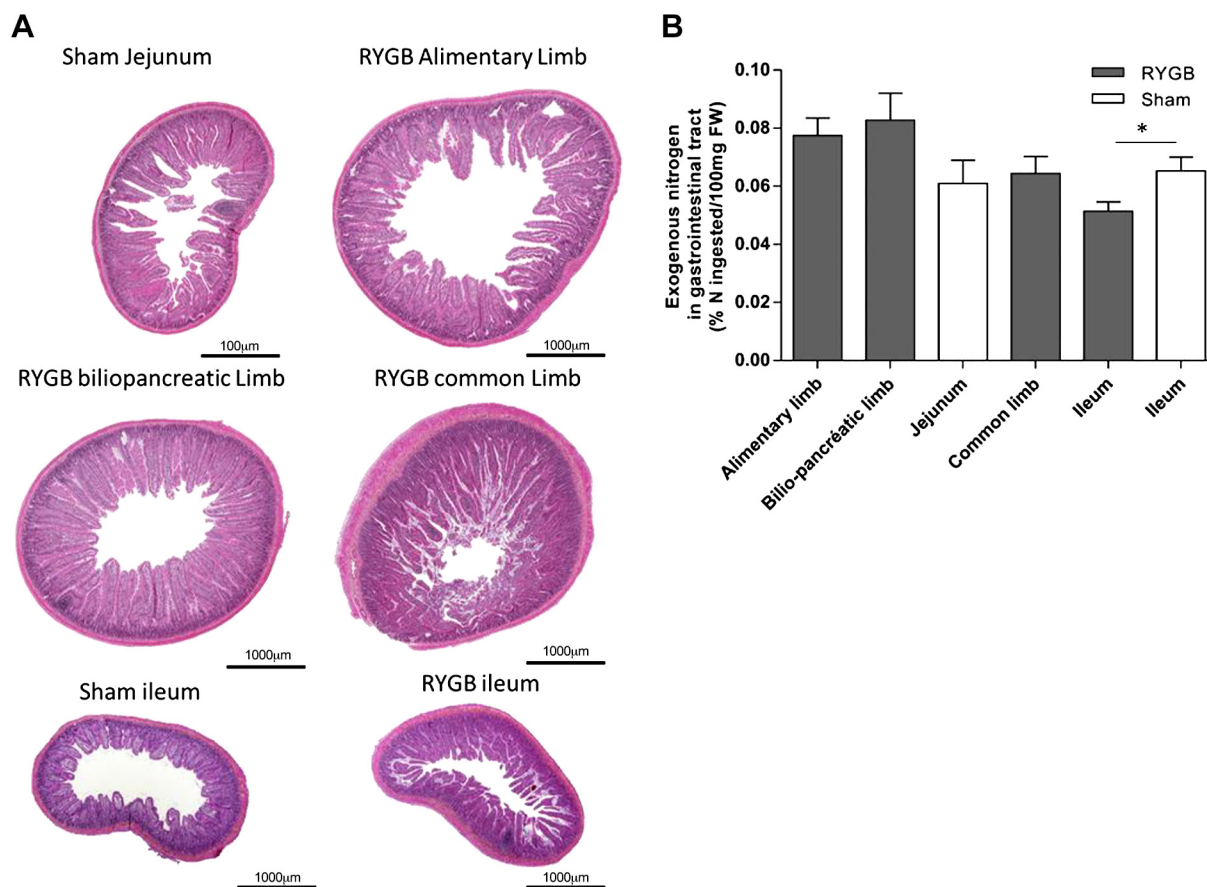 A
Sham Jejunum
RYGB Alimentary Limb
100µm
1000µm
RYGB biliopancreatic Limb
RYGB common Limb
1000µm
1000µm
Sham ileum
RYGB ileum
1000µm
1000µm
B
Exogenous nitrogen
in gastrointestinal tract
(% N ingested/100mg FW)
0.10
0.08
0.06
0.04
0.02
0.00
RYGB
Sham
*
Alimentary limb
Bilio-pancréatic limb
Jejunum
Common limb
Ileum
Ileum